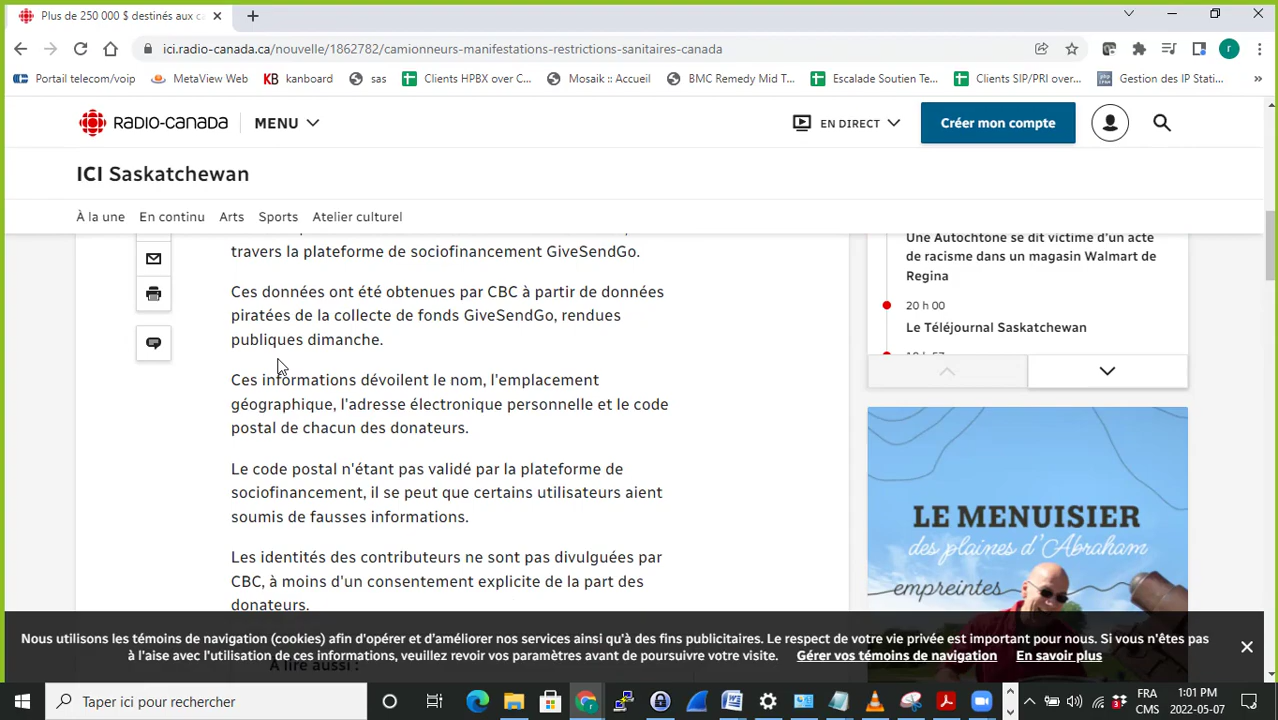 Plus de 250 000 $ destinés aux c
ici.radio-canada.ca/nouvelle/1862782/camionneurs-manifestations-restrictions-sanitaires-canada
r
Portail telecom/voip
MetaView Web
KB kanboard
sas
Clients HPBX over C...
Mosaik :: Accueil
BMC Remedy Mid T...
Escalade Soutien Te...
Clients SIP/PRI over...
Gestion des IP Stati...
»
RADIO-CANADA
MENU
EN DIRECT
Créer mon compte
ICI Saskatchewan
À la une
En continu
Arts
Sports
Atelier culturel
travers la plateforme de sociofinancement GiveSendGo.
Ces données ont été obtenues par CBC à partir de données
piratées de la collecte de fonds GiveSendGo, rendues
publiques dimanche.
Ces informations dévoilent le nom, l'emplacement
géographique, l'adresse électronique personnelle et le code
postal de chacun des donateurs.
Le code postal n'étant pas validé par la plateforme de
sociofinancement, il se peut que certains utilisateurs aient
soumis de fausses informations.
Les identités des contributeurs ne sont pas divulguées par
CBC, à moins d'un consentement explicite de la part des
donateurs.
À lire aussi :
Une Autochtone se dit victime d'un acte
de racisme dans un magasin Walmart de
Regina
20 h 00
Le Téléjournal Saskatchewan
LE MENUISIER
des plaines d'Abraham
empreintes
Nous utilisons les témoins de navigation (cookies) afin d'opérer et d'améliorer nos services ainsi qu'à des fins publicitaires. Le respect de votre vie privée est important pour nous. Si vous n'êtes pas
à l'aise avec l'utilisation de ces informations, veuillez revoir vos paramètres avant de poursuivre votre visite. Gérer vos témoins de navigation En savoir plus
Taper ici pour rechercher
FRA
CMS
1:01 PM
2022-05-07